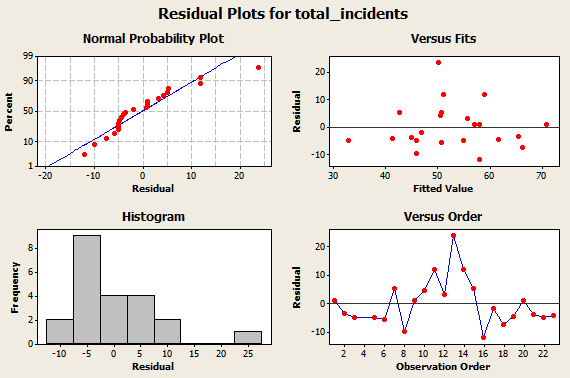 Residual Plots for total_incidents
Normal Probability Plot
99
90
50
10
1
Percent
-20 -10 0 10 20
Residual
Versus Fits
20
10
0
-10
Residual
30 40 50 60 70
Fitted Value
Histogram
8
6
4
2
0
Frequency
-10 -5 0 5 10 15 20 25
Residual
Versus Order
20
10
0
-10
Residual
2 4 6 8 10 12 14 16 18 20 22
Observation Order